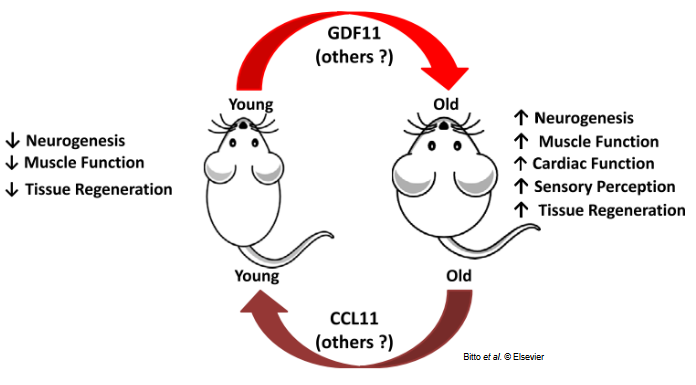 GDF11
(others ?)
Young
Old
↓ Neurogenesis
↓ Muscle Function
↓ Tissue Regeneration
↑ Neurogenesis
↑ Muscle Function
↑ Cardiac Function
↑ Sensory Perception
↑ Tissue Regeneration
Young
Old
CCL11
(others ?)
Bitto et al. © Elsevier